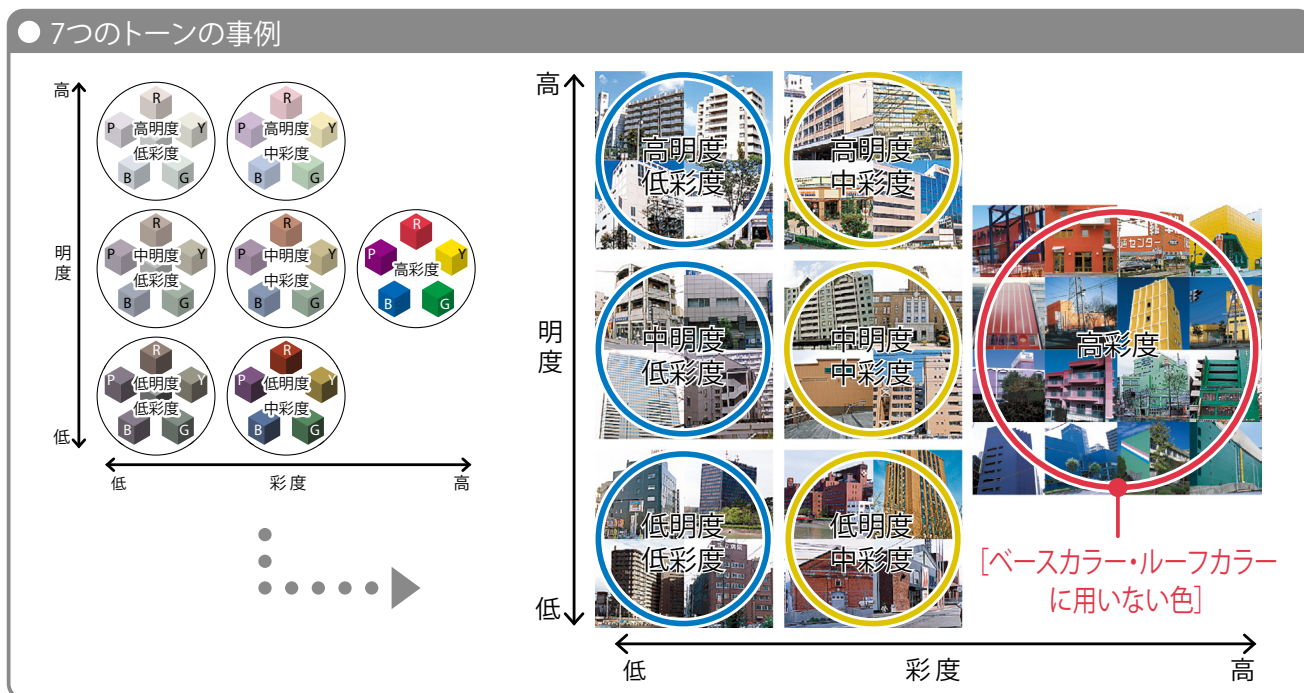 7つのトーンの事例
高
明度
低
R
P
高明度
Y
低彩度
B
G
R
P
高明度
Y
中彩度
B
G
R
P
中明度
Y
低彩度
B
G
R
P
中明度
Y
中彩度
B
G
R
P
Y
高彩度
B
G
R
P
低明度
Y
低彩度
B
G
R
P
低明度
Y
中彩度
B
G
低
彩度
高
高
明度
低
高明度
低彩度
高明度
中彩度
中明度
低彩度
中明度
中彩度
低明度
低彩度
低明度
中彩度
センター
高彩度
[ベースカラー・ルーフカラー
に用いない色]
低
彩度
高